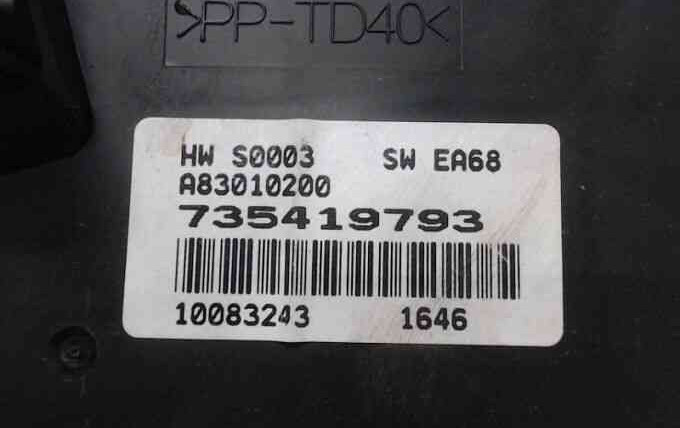 >PP-TD40<
HW S0003 SW EA68
A83010200
735419793
10083243 1646